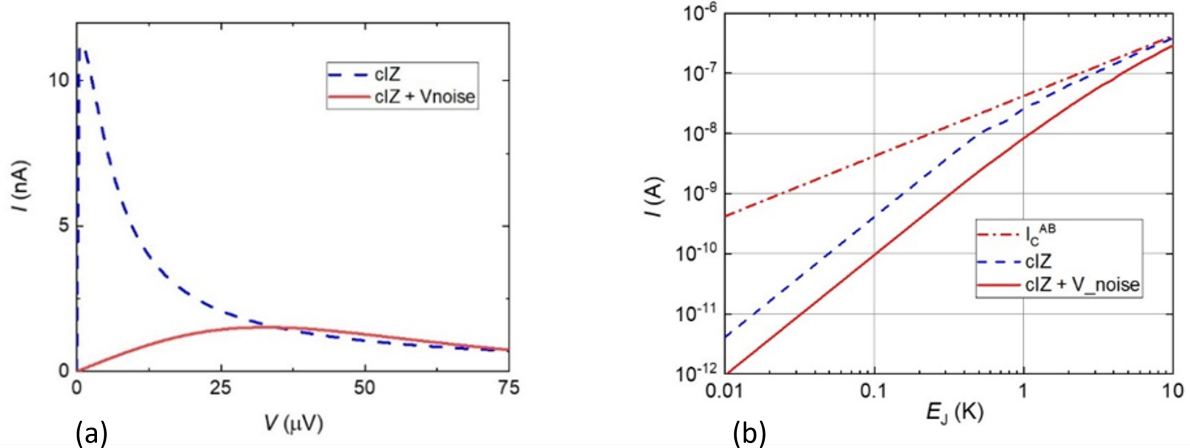 10
5
0
I (nA)
cIZ
cIZ + Vnoise
0
25
50
75
V (μV)
(a)
10⁻⁶
10⁻⁷
10⁻⁸
10⁻⁹
10⁻¹⁰
10⁻¹¹
10⁻¹²
I (A)
I_C^AB
cIZ
cIZ + V_noise
0.01
0.1
1
10
E_J (K)
(b)